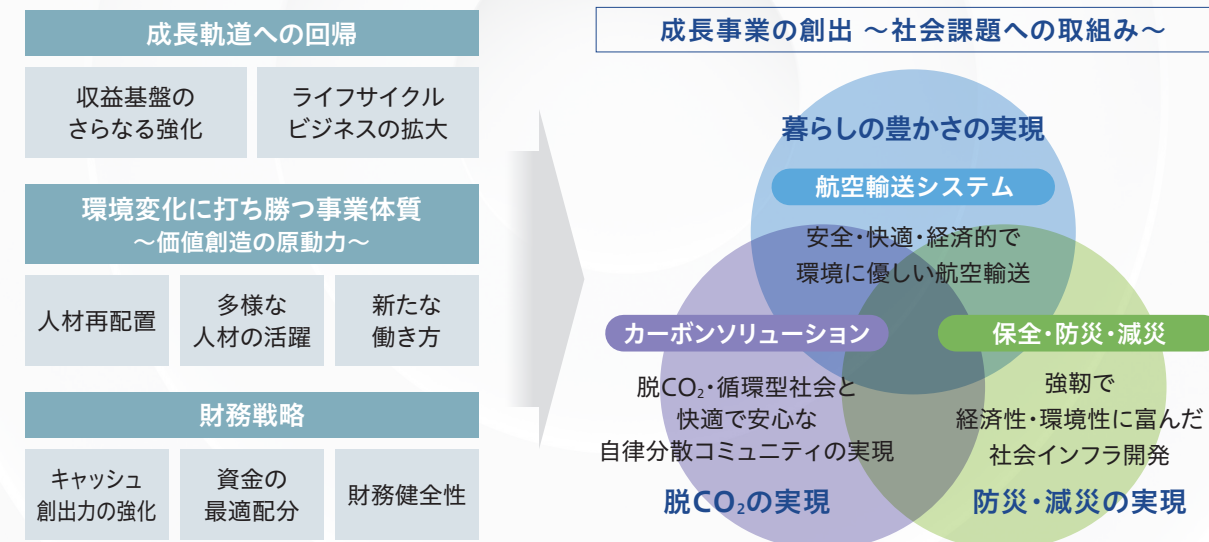 成長軌道への回帰
収益基盤の
さらなる強化
ライフサイクル
ビジネスの拡大
環境変化に打ち勝つ事業体質
～価値創造の原動力～
人材再配置
多様な
人材の活躍
新たな
働き方
財務戦略
キャッシュ
創出力の強化
資金の
最適配分
財務健全性
成長事業の創出 ～社会課題への取組み～
暮らしの豊かさの実現
航空輸送システム
安全・快適・経済的で
環境に優しい航空輸送
カーボンソリューション
脱CO₂・循環型社会と
快適で安心な
自律分散コミュニティの実現
脱CO₂の実現
保全・防災・減災
強靭で
経済性・環境性に富んだ
社会インフラ開発
防災・減災の実現